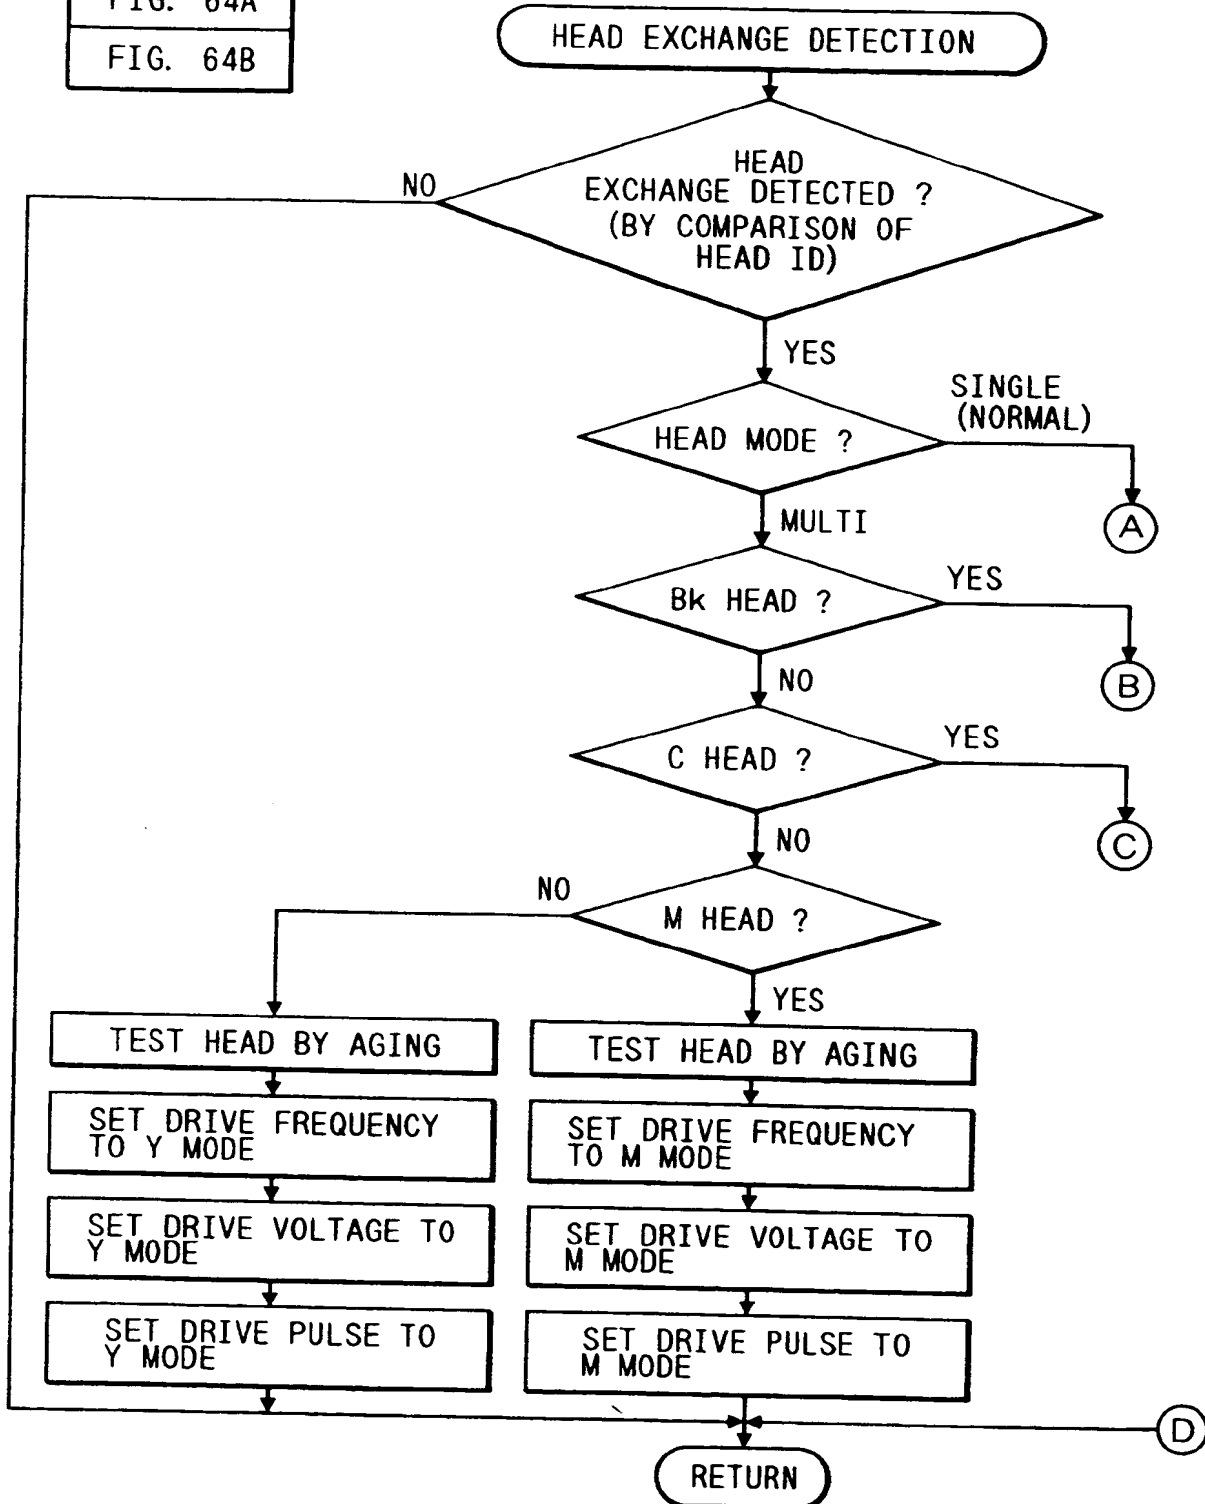 FIG. 64A
FIG. 64B
HEAD EXCHANGE DETECTION
HEAD
EXCHANGE DETECTED ?
(BY COMPARISON OF
HEAD ID)
NO
YES
HEAD MODE ?
SINGLE
(NORMAL)
A
MULTI
Bk HEAD ?
YES
B
NO
C HEAD ?
YES
C
NO
M HEAD ?
NO
YES
TEST HEAD BY AGING
SET DRIVE FREQUENCY
TO Y MODE
SET DRIVE VOLTAGE TO
Y MODE
SET DRIVE PULSE TO
Y MODE
TEST HEAD BY AGING
SET DRIVE FREQUENCY
TO M MODE
SET DRIVE VOLTAGE TO
M MODE
SET DRIVE PULSE TO
M MODE
D
RETURN